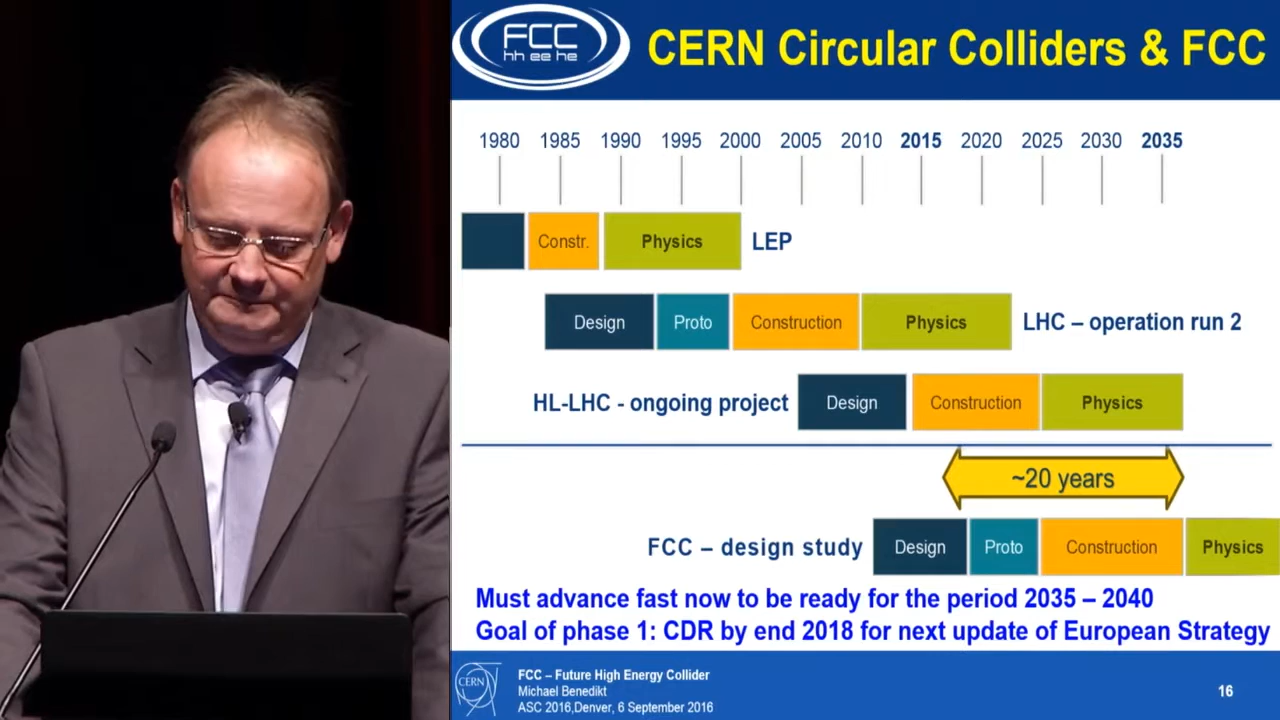 FCC
hh ee he
CERN Circular Colliders & FCC
1980 1985 1990 1995 2000 2005 2010 2015 2020 2025 2030 2035
Constr. Physics LEP
Design Proto Construction Physics LHC – operation run 2
HL-LHC - ongoing project Design Construction Physics
~20 years
FCC – design study Design Proto Construction Physics
Must advance fast now to be ready for the period 2035 – 2040
Goal of phase 1: CDR by end 2018 for next update of European Strategy
CERN
FCC – Future High Energy Collider
Michael Benedikt
ASC 2016,Denver, 6 September 2016
16